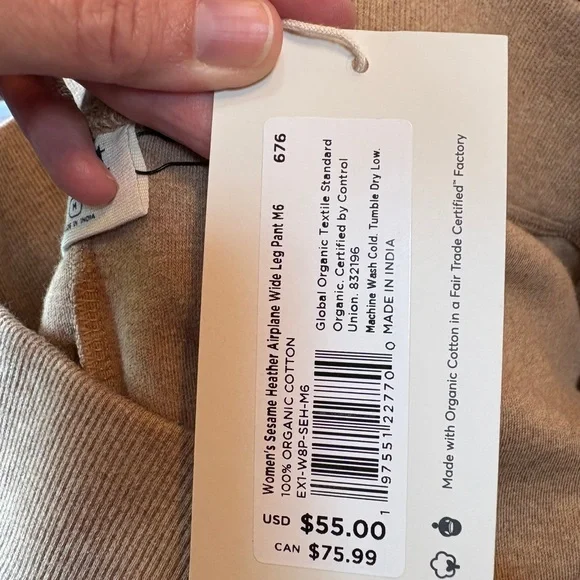 Women's Sesame Heather Airplane Wide Leg Pant M6
676
100% ORGANIC COTTON
EX1-W8P-SEH-M6
Global Organic Textile Standard
Organic. Certified by Control
Union. 832196
Machine Wash Cold. Tumble Dry Low.
MADE IN INDIA
1 97551 22770 0
USD $55.00
CAN $75.99
Made with Organic Cotton in a Fair Trade Certified™ Factory
M
IN INDIA